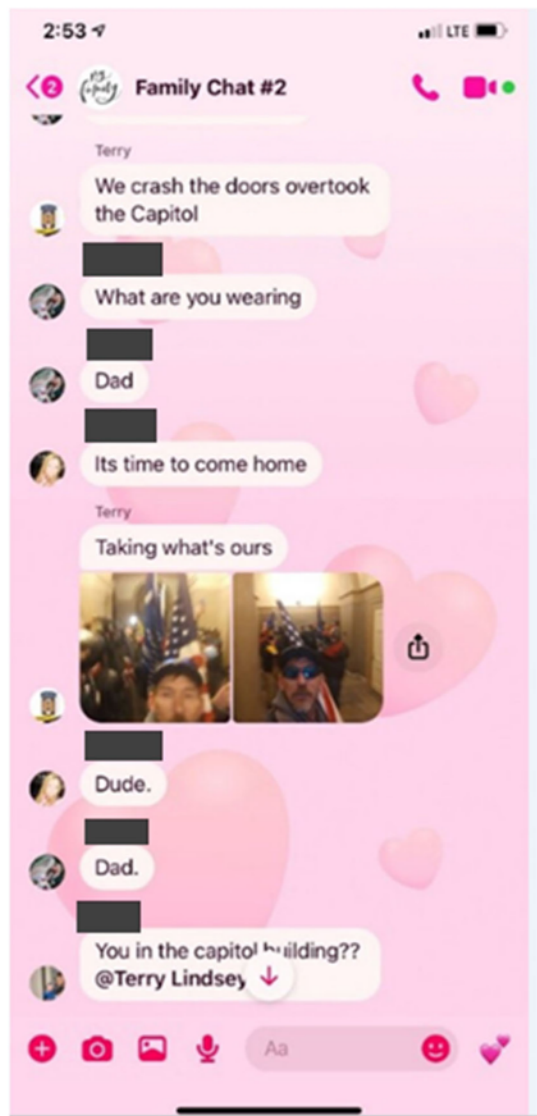 2:53
LTE
2
my
family
Family Chat #2
Terry
We crash the doors overtook
the Capitol
What are you wearing
Dad
Its time to come home
Terry
Taking what's ours
Dude.
Dad.
You in the capitol building??
@Terry Lindsey
Aa